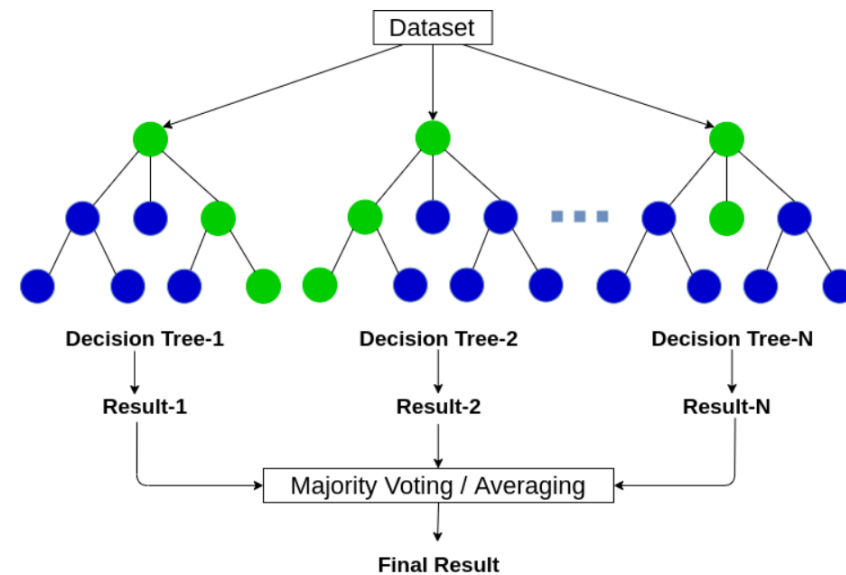 Dataset
Decision Tree-1
Decision Tree-2
Decision Tree-N
Result-1
Result-2
Result-N
Majority Voting / Averaging
Final Result